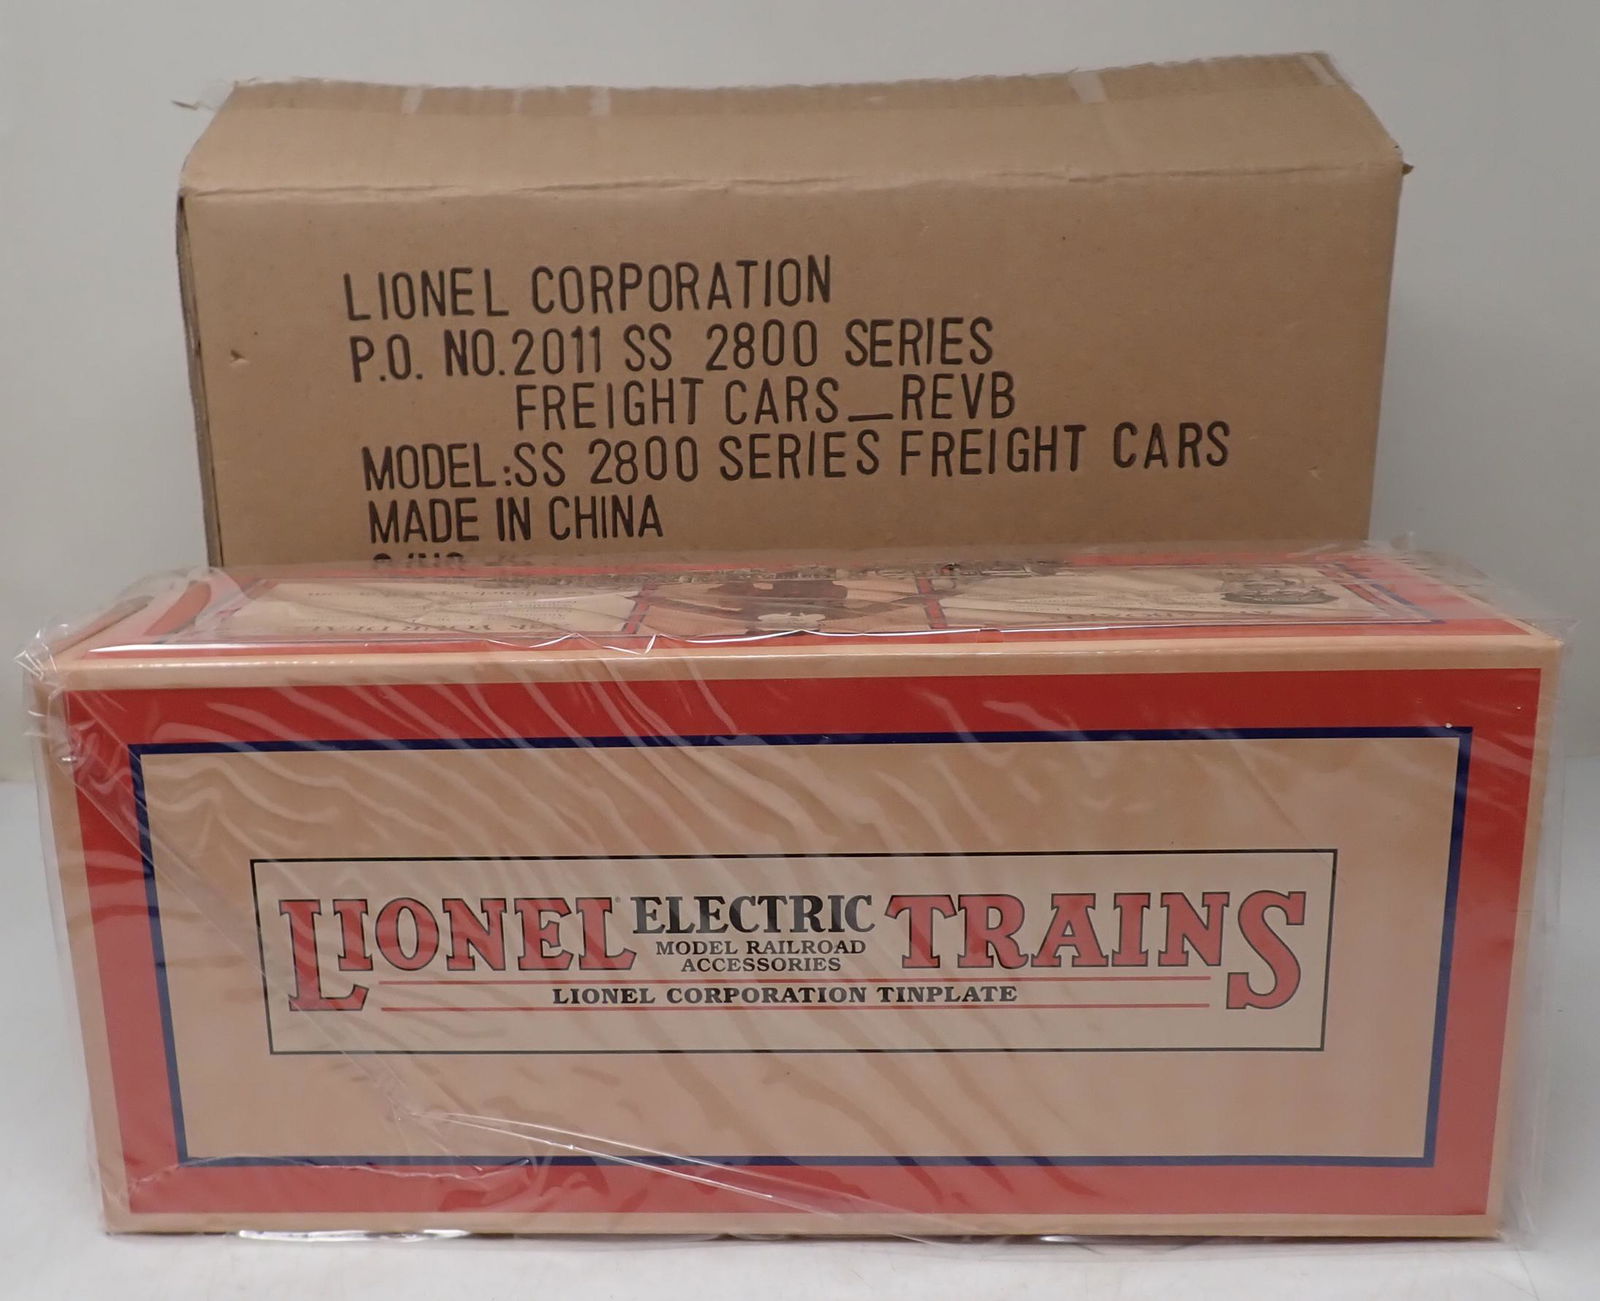 LIONEL CORPORATION
P.O. NO. 2011 SS 2800 SERIES
FREIGHT CARS_REVB
MODEL:SS 2800 SERIES FREIGHT CARS
MADE IN CHINA
LIONEL ELECTRIC TRAINS
MODEL RAILROAD
ACCESSORIES
LIONEL CORPORATION TINPLATE